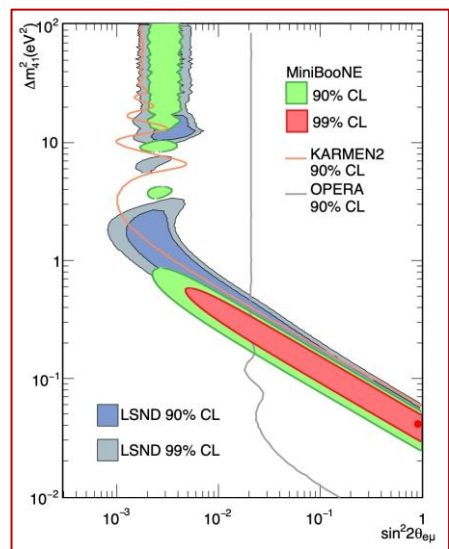 Δm²₄₁(eV²)
10²
10
1
10⁻¹
10⁻²
MiniBooNE
90% CL
99% CL
KARMEN2
90% CL
OPERA
90% CL
LSND 90% CL
LSND 99% CL
10⁻³
10⁻²
10⁻¹
1
sin²2θeμ